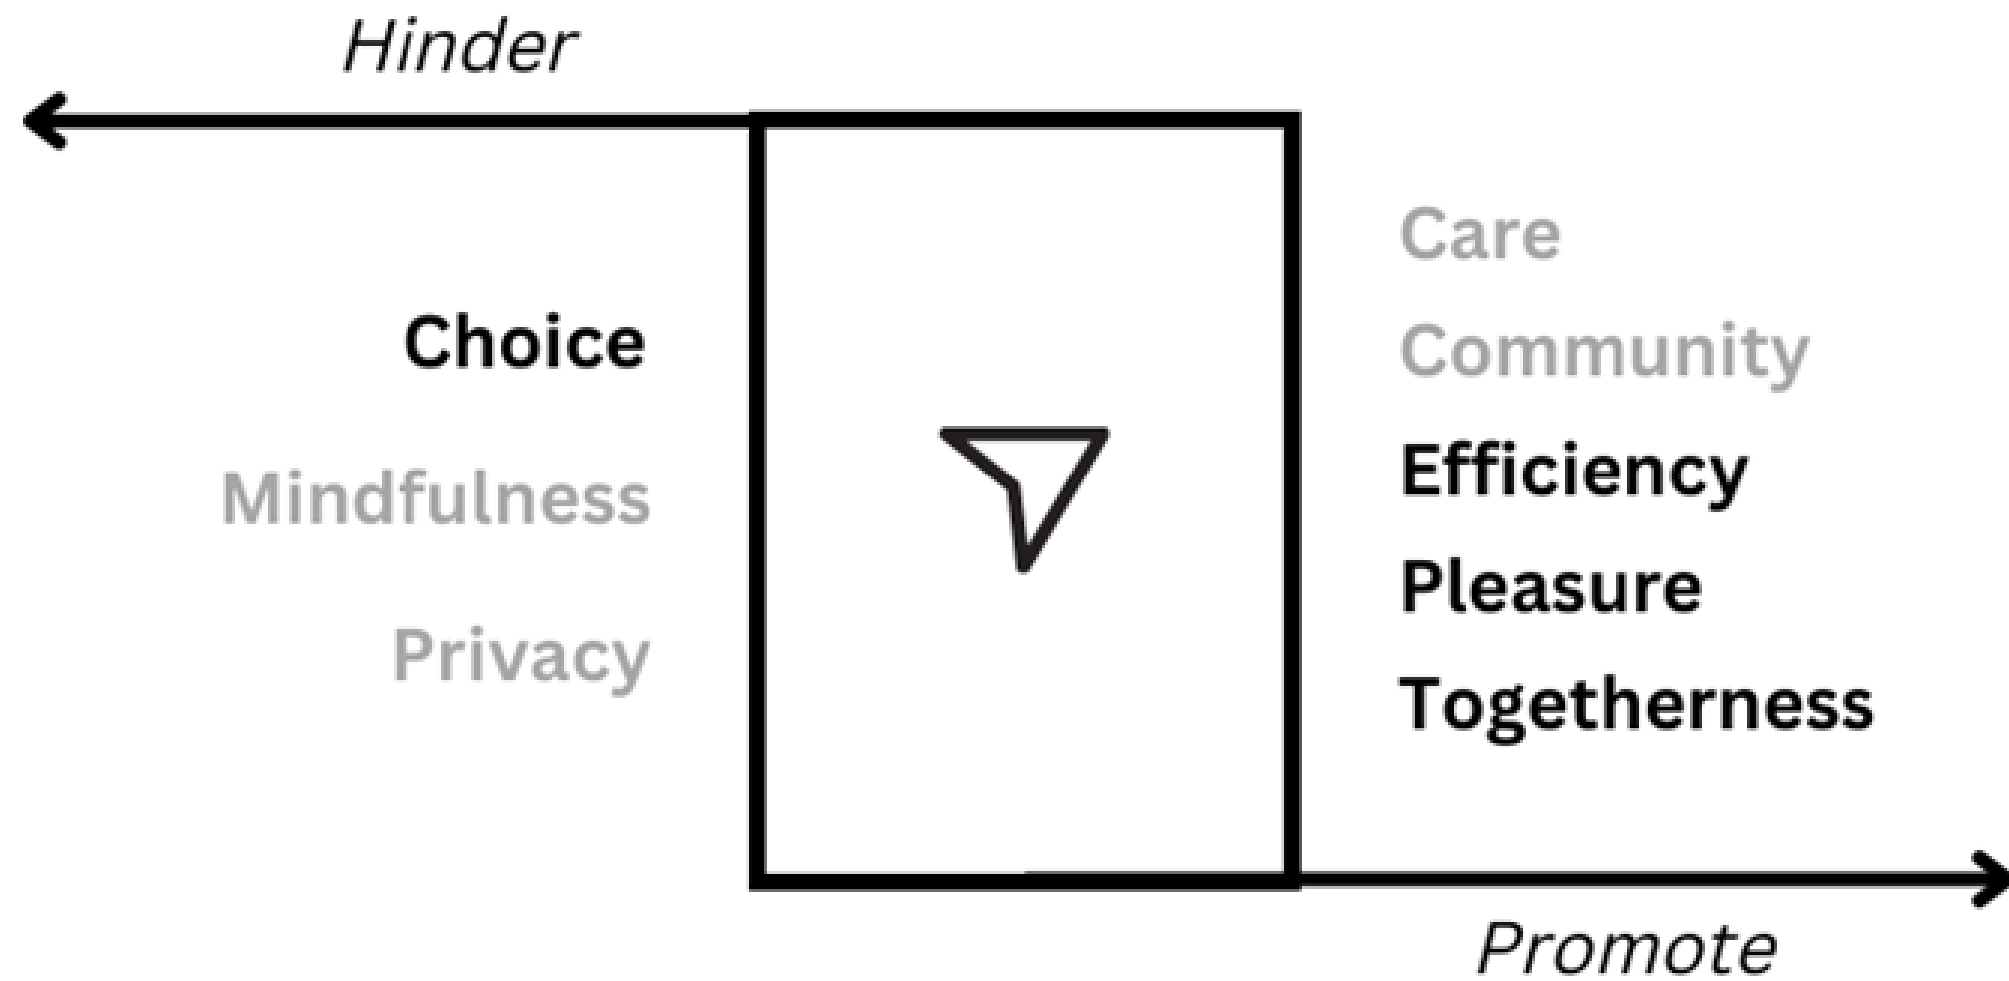 Hinder
Choice
Mindfulness
Privacy
Care
Community
Efficiency
Pleasure
Togetherness
Promote